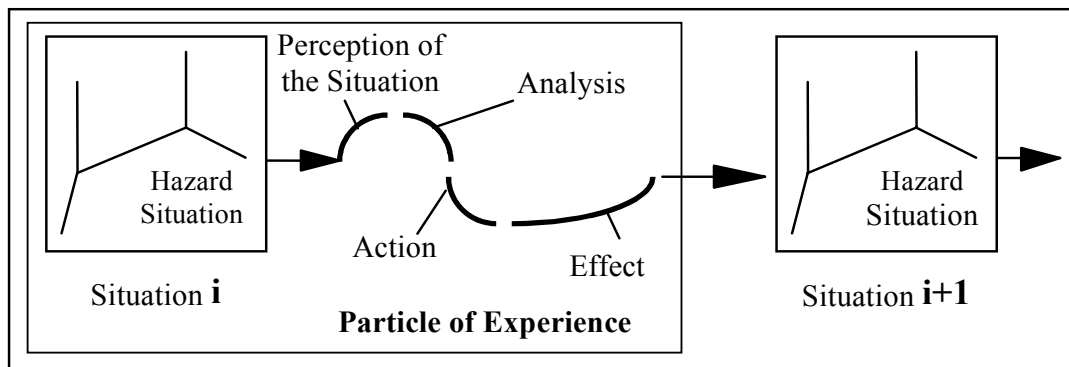 Perception of
the Situation
Analysis
Hazard
Situation
Action
Effect
Situation i
Particle of Experience
Hazard
Situation
Situation i+1